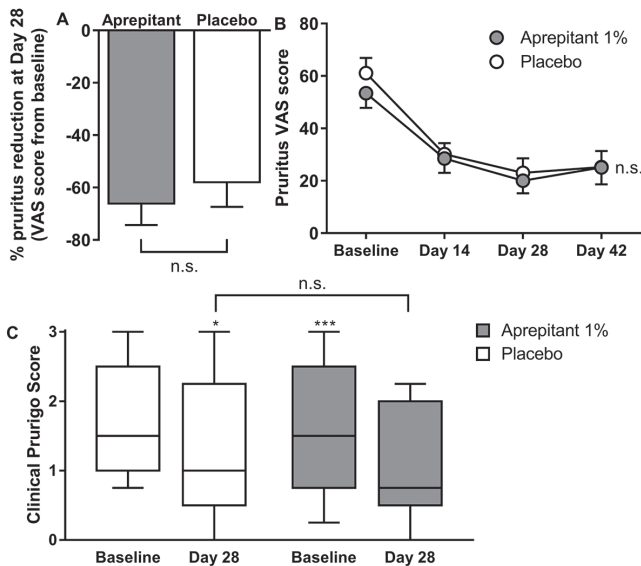 A
Aprepitant Placebo
% pruritus reduction at Day 28
(VAS score from baseline)
0
-20
-40
-60
-80
n.s.
B
Pruritus VAS score
80
60
40
20
0
Aprepitant 1%
Placebo
n.s.
Baseline Day 14 Day 28 Day 42
C
Clinical Prurigo Score
3
2
1
0
n.s.
* ***
Aprepitant 1%
Placebo
Baseline Day 28 Baseline Day 28